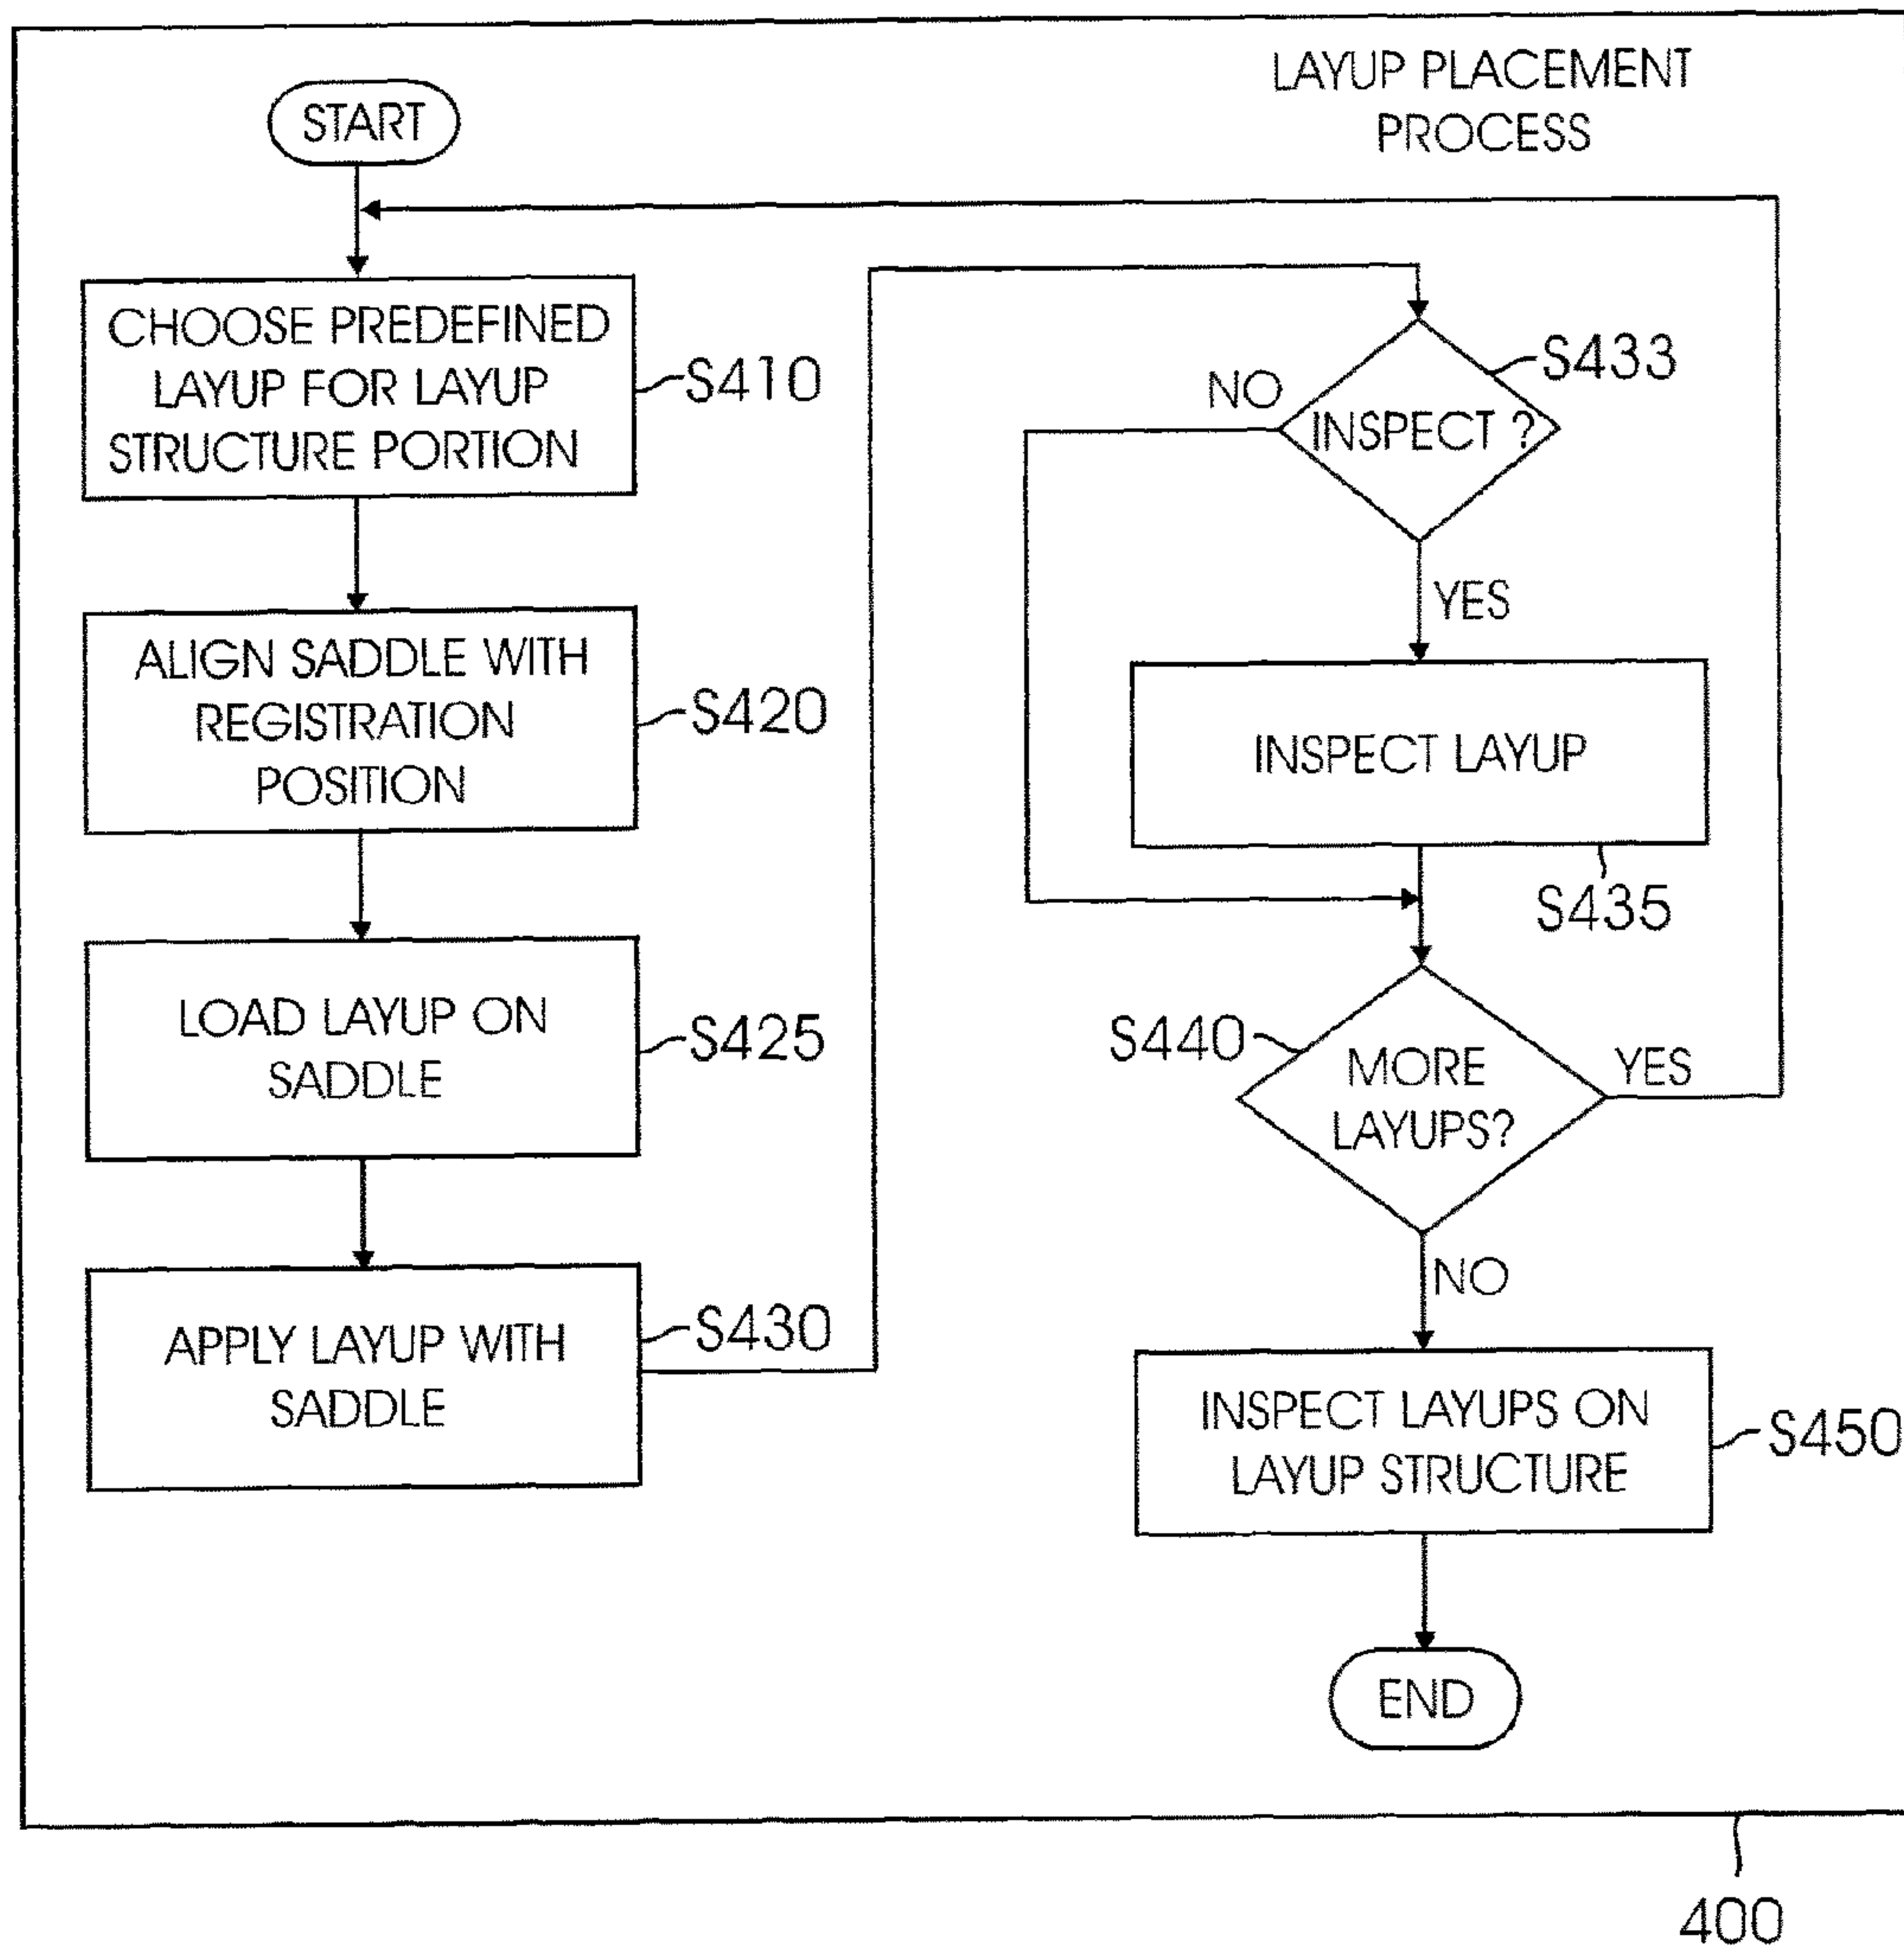 LAYUP PLACEMENT
PROCESS
START
CHOOSE PREDEFINED
LAYUP FOR LAYUP
STRUCTURE PORTION
S410
ALIGN SADDLE WITH
REGISTRATION
POSITION
S420
LOAD LAYUP ON
SADDLE
S425
APPLY LAYUP WITH
SADDLE
S430
S433
NO
INSPECT ?
YES
INSPECT LAYUP
S435
S440
MORE
LAYUPS?
YES
NO
INSPECT LAYUPS ON
LAYUP STRUCTURE
S450
END
400